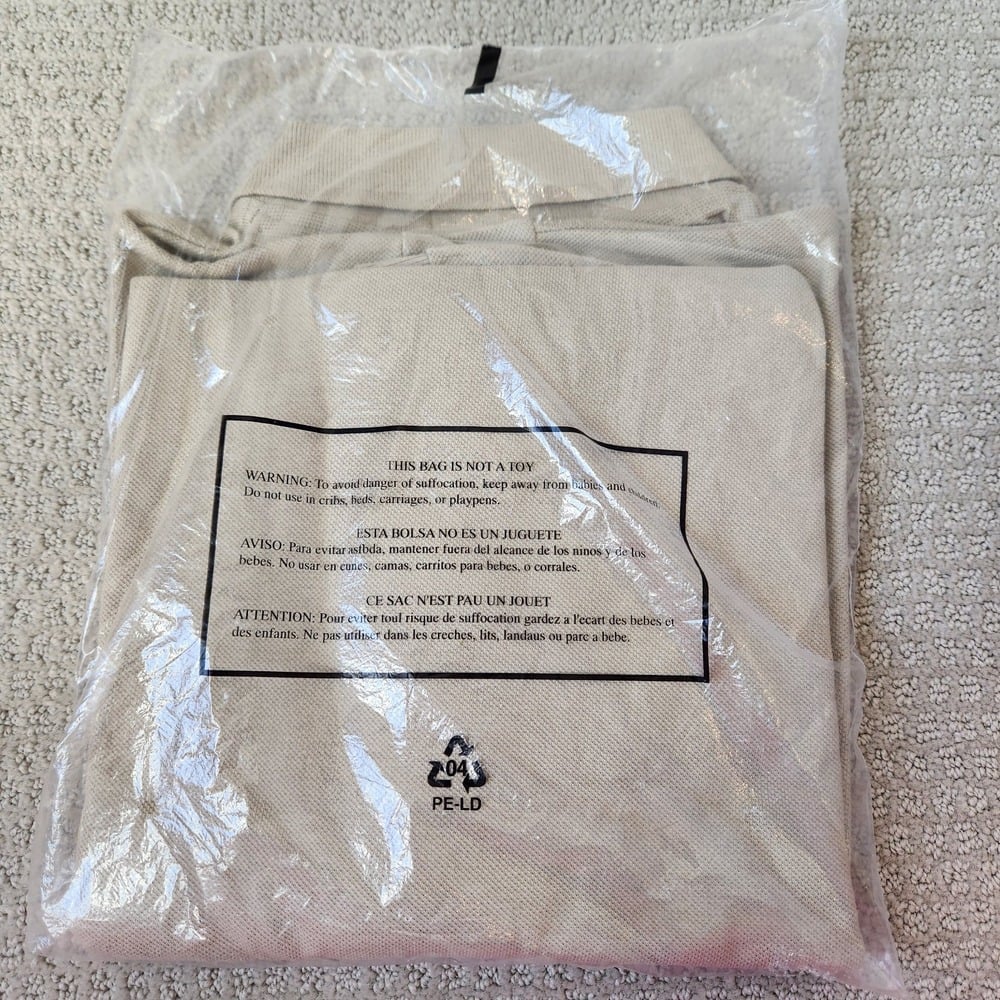 THIS BAG IS NOT A TOY
WARNING: To avoid danger of suffocation, keep away from babies and children.
Do not use in cribs, beds, carriages, or playpens.
ESTA BOLSA NO ES UN JUGUETE
AVISO: Para evitar asfbda, mantener fuera del alcance de los ninos y de los
bebes. No usar en cunes, camas, carritos para bebes, o corrales.
CE SAC N'EST PAU UN JOUET
ATTENTION: Pour eviter toul risque de suffocation gardez a l'ecart des bebes et
des enfants. Ne pas utiliser dans les creches, lits, landaus ou parc a bebe.
04
PE-LD